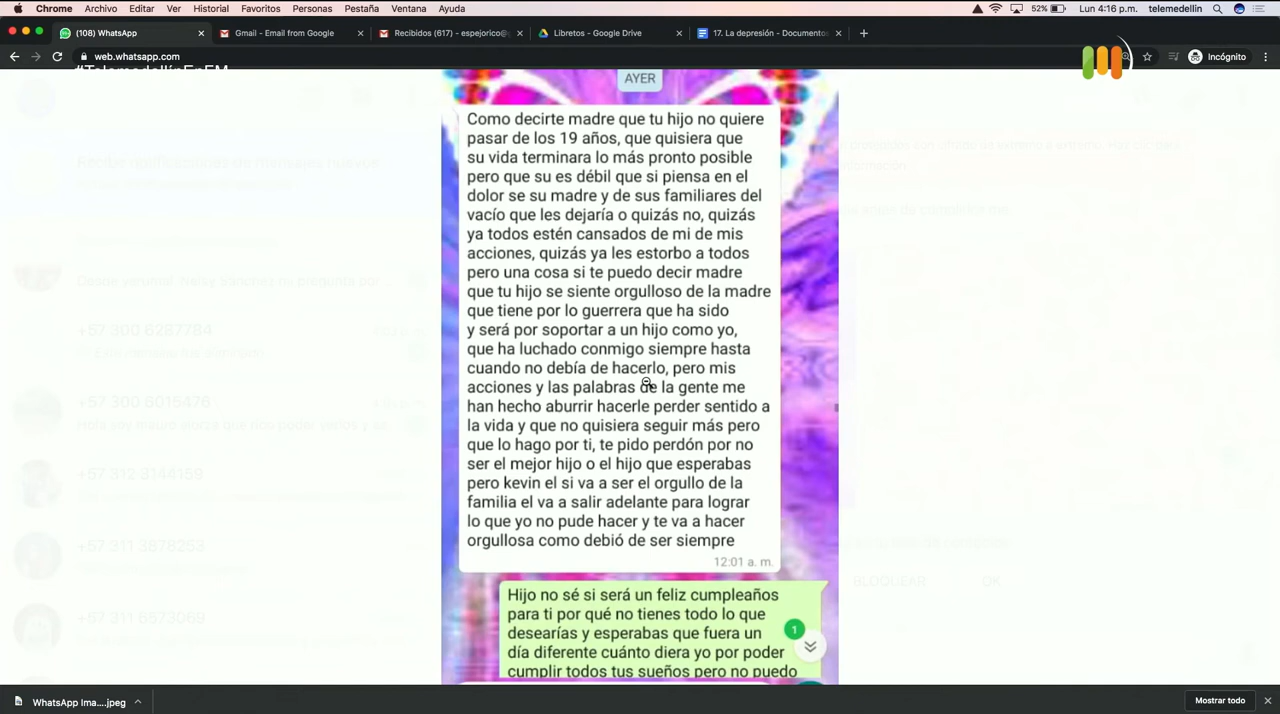 Chrome Archivo Editar Ver Historial Favoritos Personas Pestaña Ventana Ayuda 52% Lun 4:16 p.m. telemedellin
(108) WhatsApp Gmail - Email from Google Recibidos (617) - espejorico@ Libretos - Google Drive 17. La depresión - Documentos
web.whatsapp.com Incógnito
#TelemedellínEnFM
AYER
Como decirte madre que tu hijo no quiere
pasar de los 19 años, que quisiera que
su vida terminara lo más pronto posible
pero que su es débil que si piensa en el
dolor se su madre y de sus familiares del
vacío que les dejaría o quizás no, quizás
ya todos estén cansados de mi de mis
acciones, quizás ya les estorbo a todos
pero una cosa si te puedo decir madre
que tu hijo se siente orgulloso de la madre
que tiene por lo guerrera que ha sido
y será por soportar a un hijo como yo,
que ha luchado conmigo siempre hasta
cuando no debía de hacerlo, pero mis
acciones y las palabras de la gente me
han hecho aburrir hacerle perder sentido a
la vida y que no quisiera seguir más pero
que lo hago por ti, te pido perdón por no
ser el mejor hijo o el hijo que esperabas
pero kevin el si va a ser el orgullo de la
familia el va a salir adelante para lograr
lo que yo no pude hacer y te va a hacer
orgullosa como debió de ser siempre
12:01 a. m.
Hijo no sé si será un feliz cumpleaños
para ti por qué no tienes todo lo que
desearías y esperabas que fuera un
día diferente cuánto diera yo por poder
cumplir todos tus sueños pero no puedo
1
BLOQUEAR OK
WhatsApp Ima....jpeg Mostrar todo